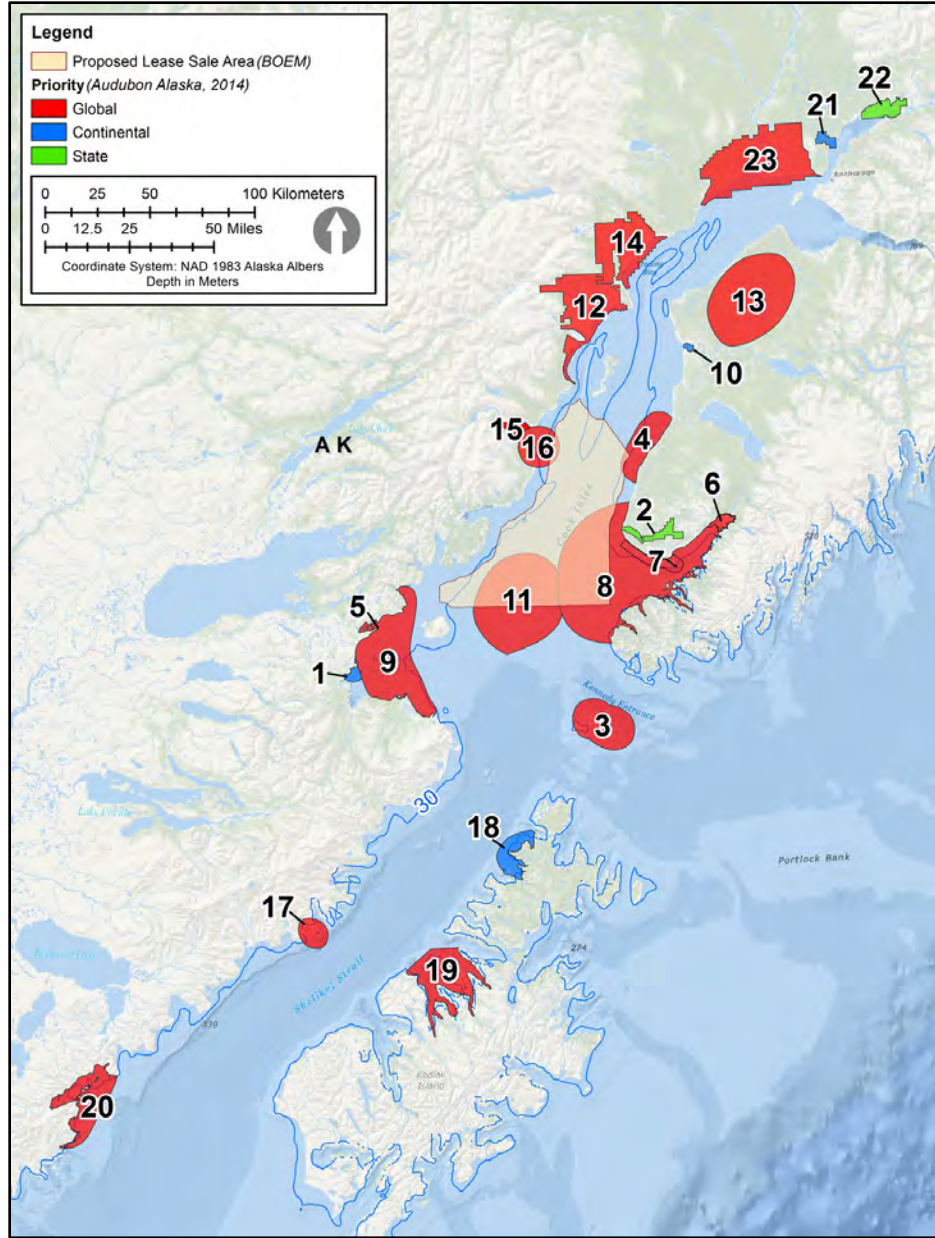 Legend
Proposed Lease Sale Area (BOEM)
Priority (Audubon Alaska, 2014)
Global
Continental
State
0 25 50 100 Kilometers
0 12.5 25 50 Miles
Coordinate System: NAD 1983 Alaska Albers
Depth in Meters
22
21
23
Anchorage
14
12
13
10
15
16
4
A K
Cook Inlet
6
2
7
8
11
5
9
1
Kennedy Entrance
3
30
18
Portlock Bank
17
274
19
Shelikof Strait
Kodiak
Island
20